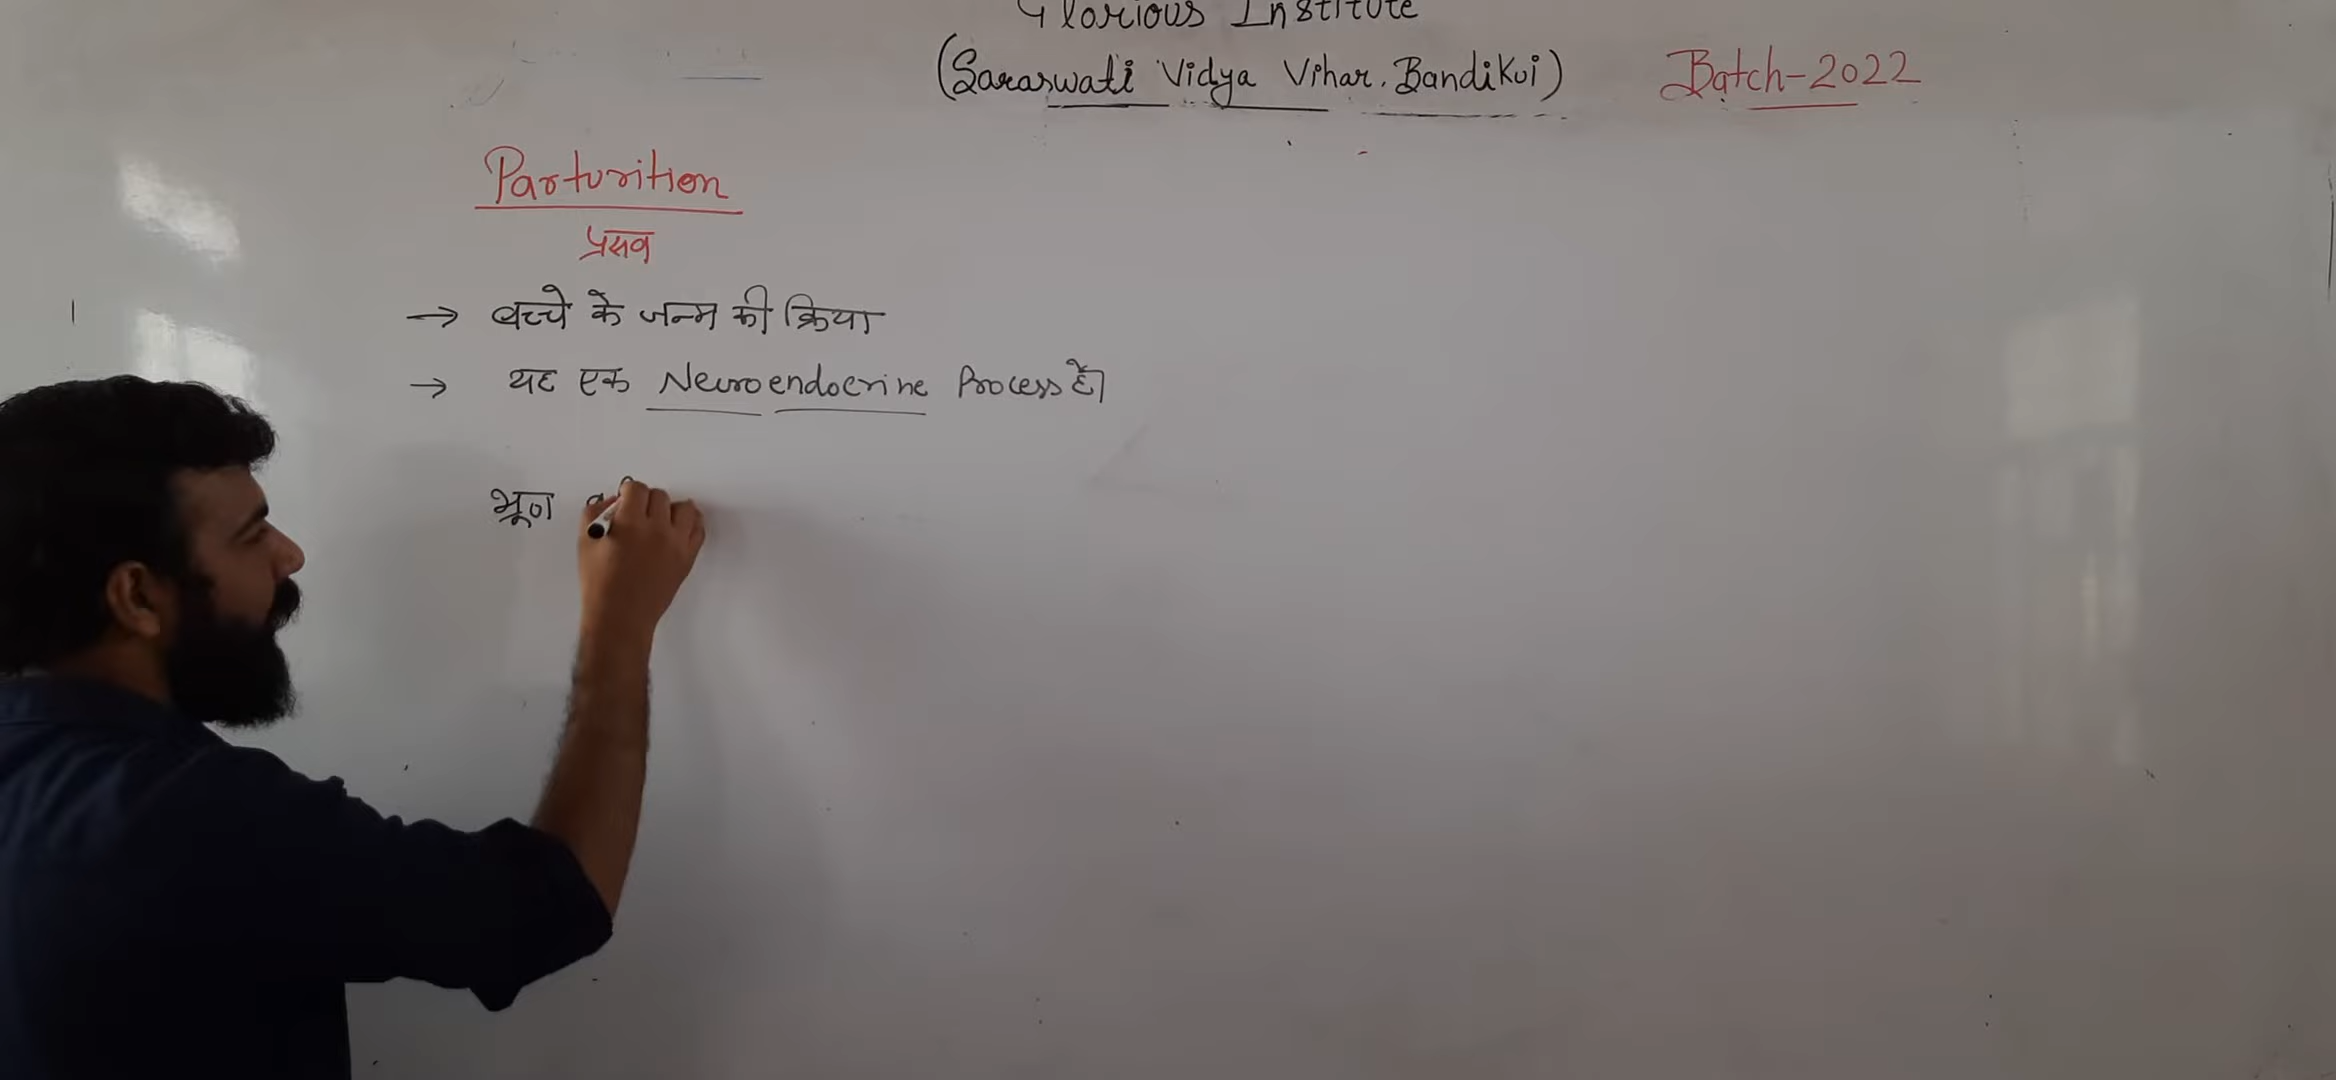 Glorious Institute
(Saraswati Vidya Vihar, Bandikui) Batch-2022
Parturition
प्रसव
→ बच्चे के जन्म की क्रिया
→ यह एक Neuroendocrine Process है।
भ्रूण